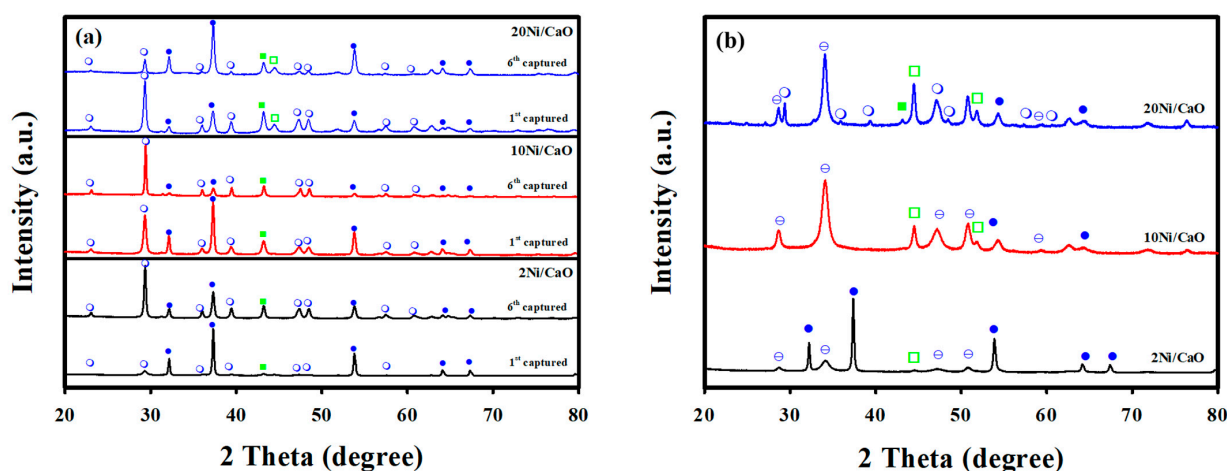 (a)
20Ni/CaO
6th captured
1st captured
10Ni/CaO
6th captured
1st captured
2Ni/CaO
6th captured
1st captured
Intensity (a.u.)
20 30 40 50 60 70 80
2 Theta (degree)
(b)
20Ni/CaO
10Ni/CaO
2Ni/CaO
Intensity (a.u.)
20 30 40 50 60 70 80
2 Theta (degree)